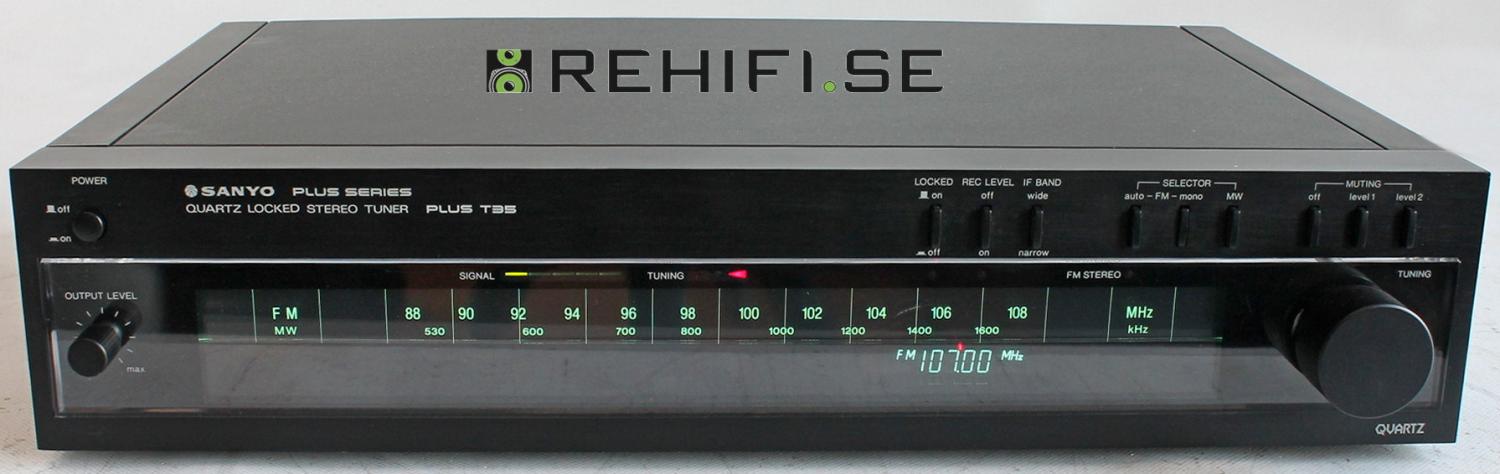 REHIFI.SE
POWER
off
on
SANYO PLUS SERIES
QUARTZ LOCKED STEREO TUNER PLUS T35
LOCKED REC LEVEL IF BAND
on off wide
off on narrow
SELECTOR
auto - FM - mono MW
MUTING
off level 1 level 2
SIGNAL TUNING FM STEREO TUNING
OUTPUT LEVEL
max
FM 88 90 92 94 96 98 100 102 104 106 108 MHz
MW 530 600 700 800 1000 1200 1400 1600 kHz
FM 107.00 MHz
QUARTZ